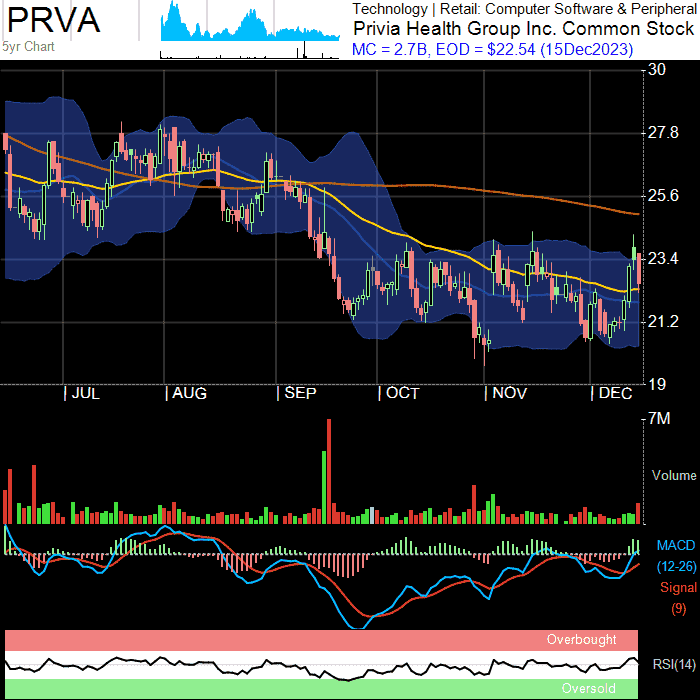 PRVA
5yr Chart
Technology | Retail: Computer Software & Peripheral
Privia Health Group Inc. Common Stock
MC = 2.7B, EOD = $22.54 (15Dec2023)
30
27.8
25.6
23.4
21.2
19
| JUL | AUG | SEP | OCT | NOV | DEC
7M
Volume
MACD
(12-26)
Signal
(9)
Overbought
RSI(14)
Oversold